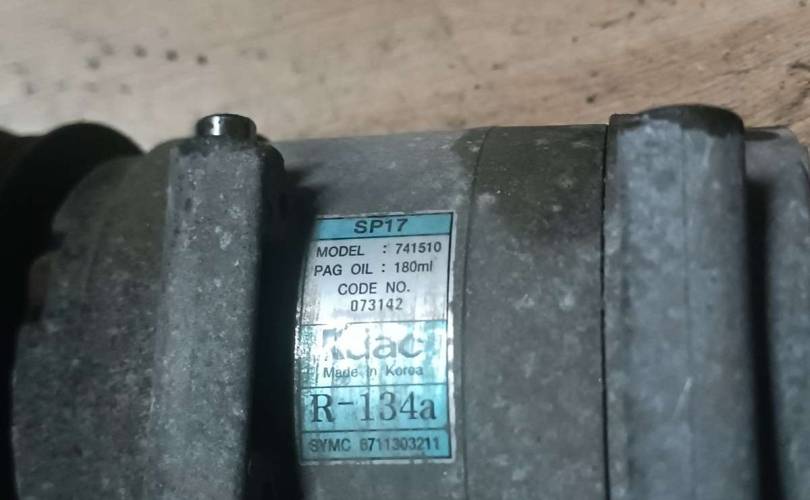 SP17
MODEL : 741510
PAG OIL : 180ml
CODE NO.
073142
Made in Korea
R-134a
SYMC 6711303211